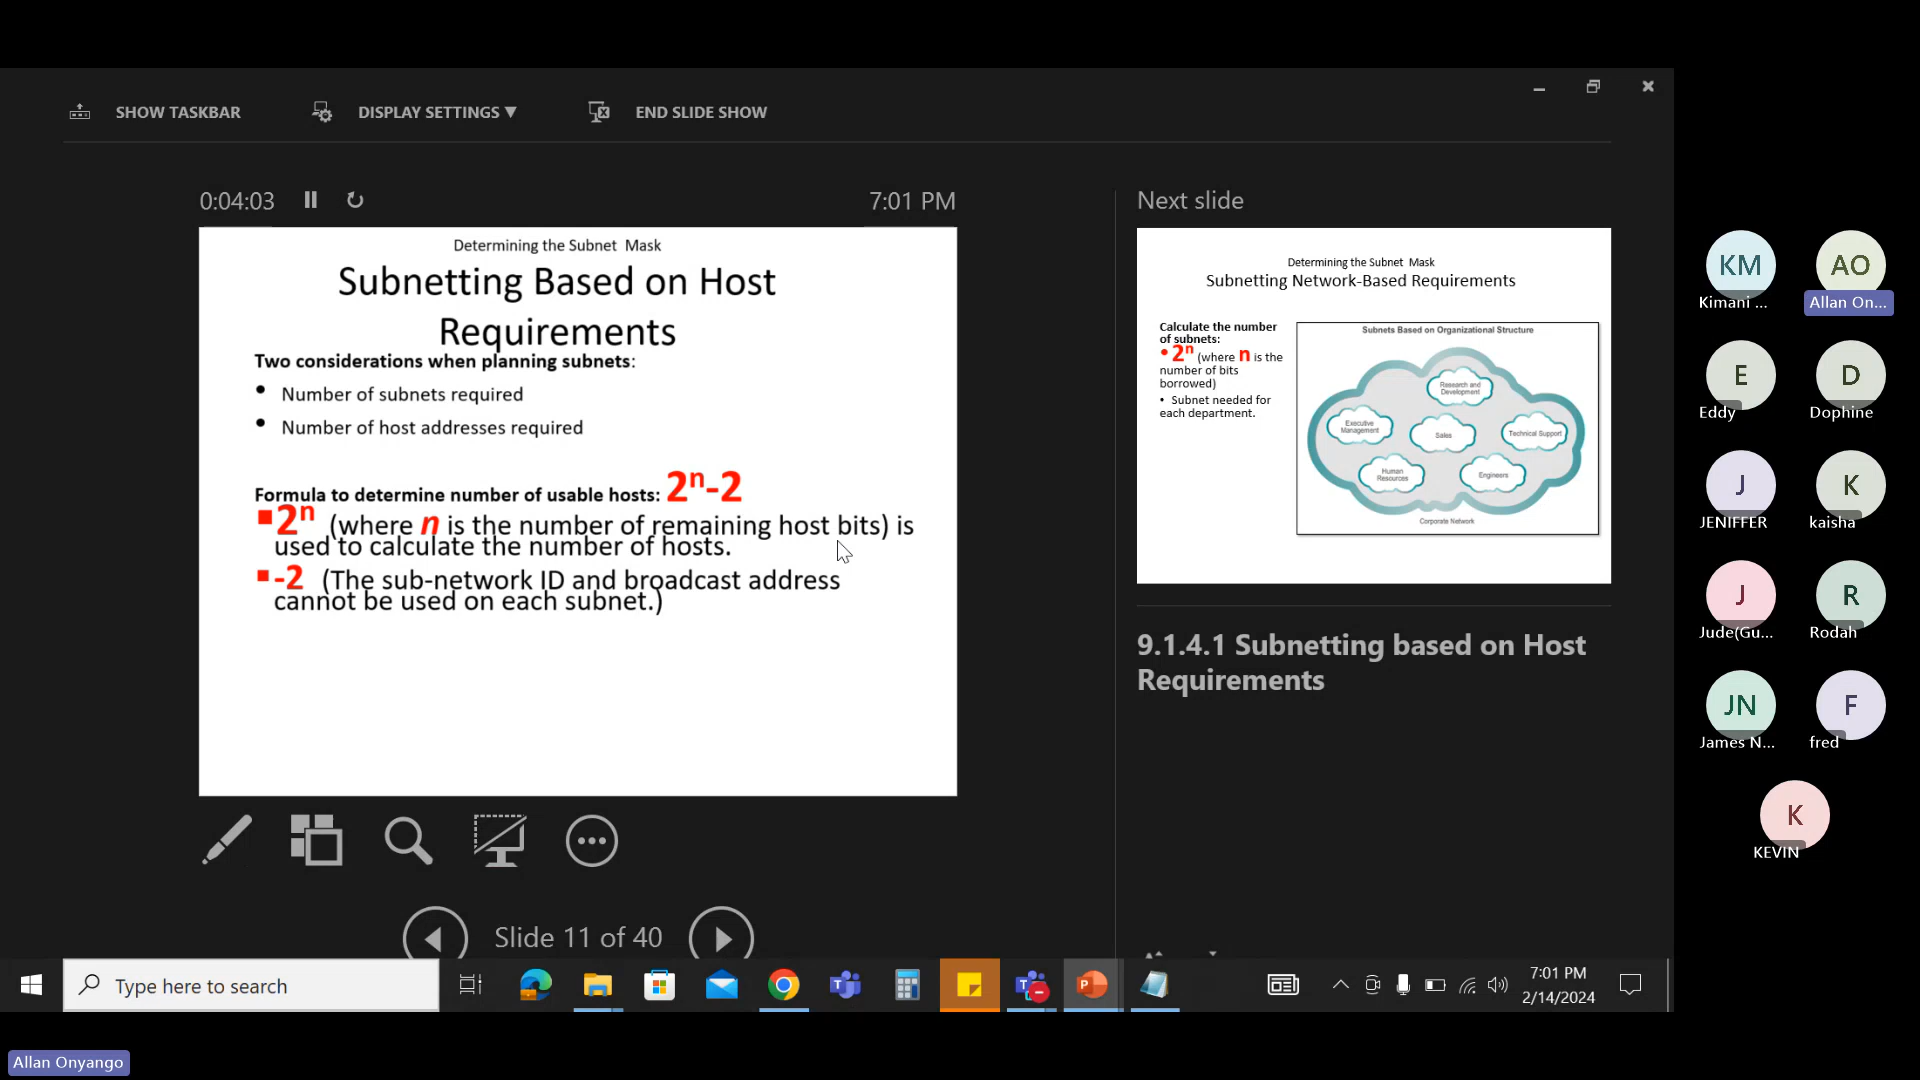 SHOW TASKBAR
DISPLAY SETTINGS ▼
END SLIDE SHOW
0:04:03
7:01 PM
Determining the Subnet Mask
Subnetting Based on Host
Requirements
Two considerations when planning subnets:
• Number of subnets required
• Number of host addresses required
Formula to determine number of usable hosts: 2ⁿ-2
▪2ⁿ (where n is the number of remaining host bits) is
used to calculate the number of hosts.
▪-2 (The sub-network ID and broadcast address
cannot be used on each subnet.)
Slide 11 of 40
Next slide
Determining the Subnet Mask
Subnetting Network-Based Requirements
Calculate the number
of subnets:
• 2ⁿ (where n is the
number of bits
borrowed)
• Subnet needed for
each department.
Subnets Based on Organizational Structure
Research and
Development
Executive
Management
Sales
Technical Support
Human
Resources
Engineers
Corporate Network
9.1.4.1 Subnetting based on Host
Requirements
KM
Kimani ...
AO
Allan On...
E
Eddy
D
Dophine
J
JENIFFER
K
kaisha
J
Jude(Gu...
R
Rodah
JN
James N...
F
fred
K
KEVIN
Type here to search
7:01 PM
2/14/2024
Allan Onyango